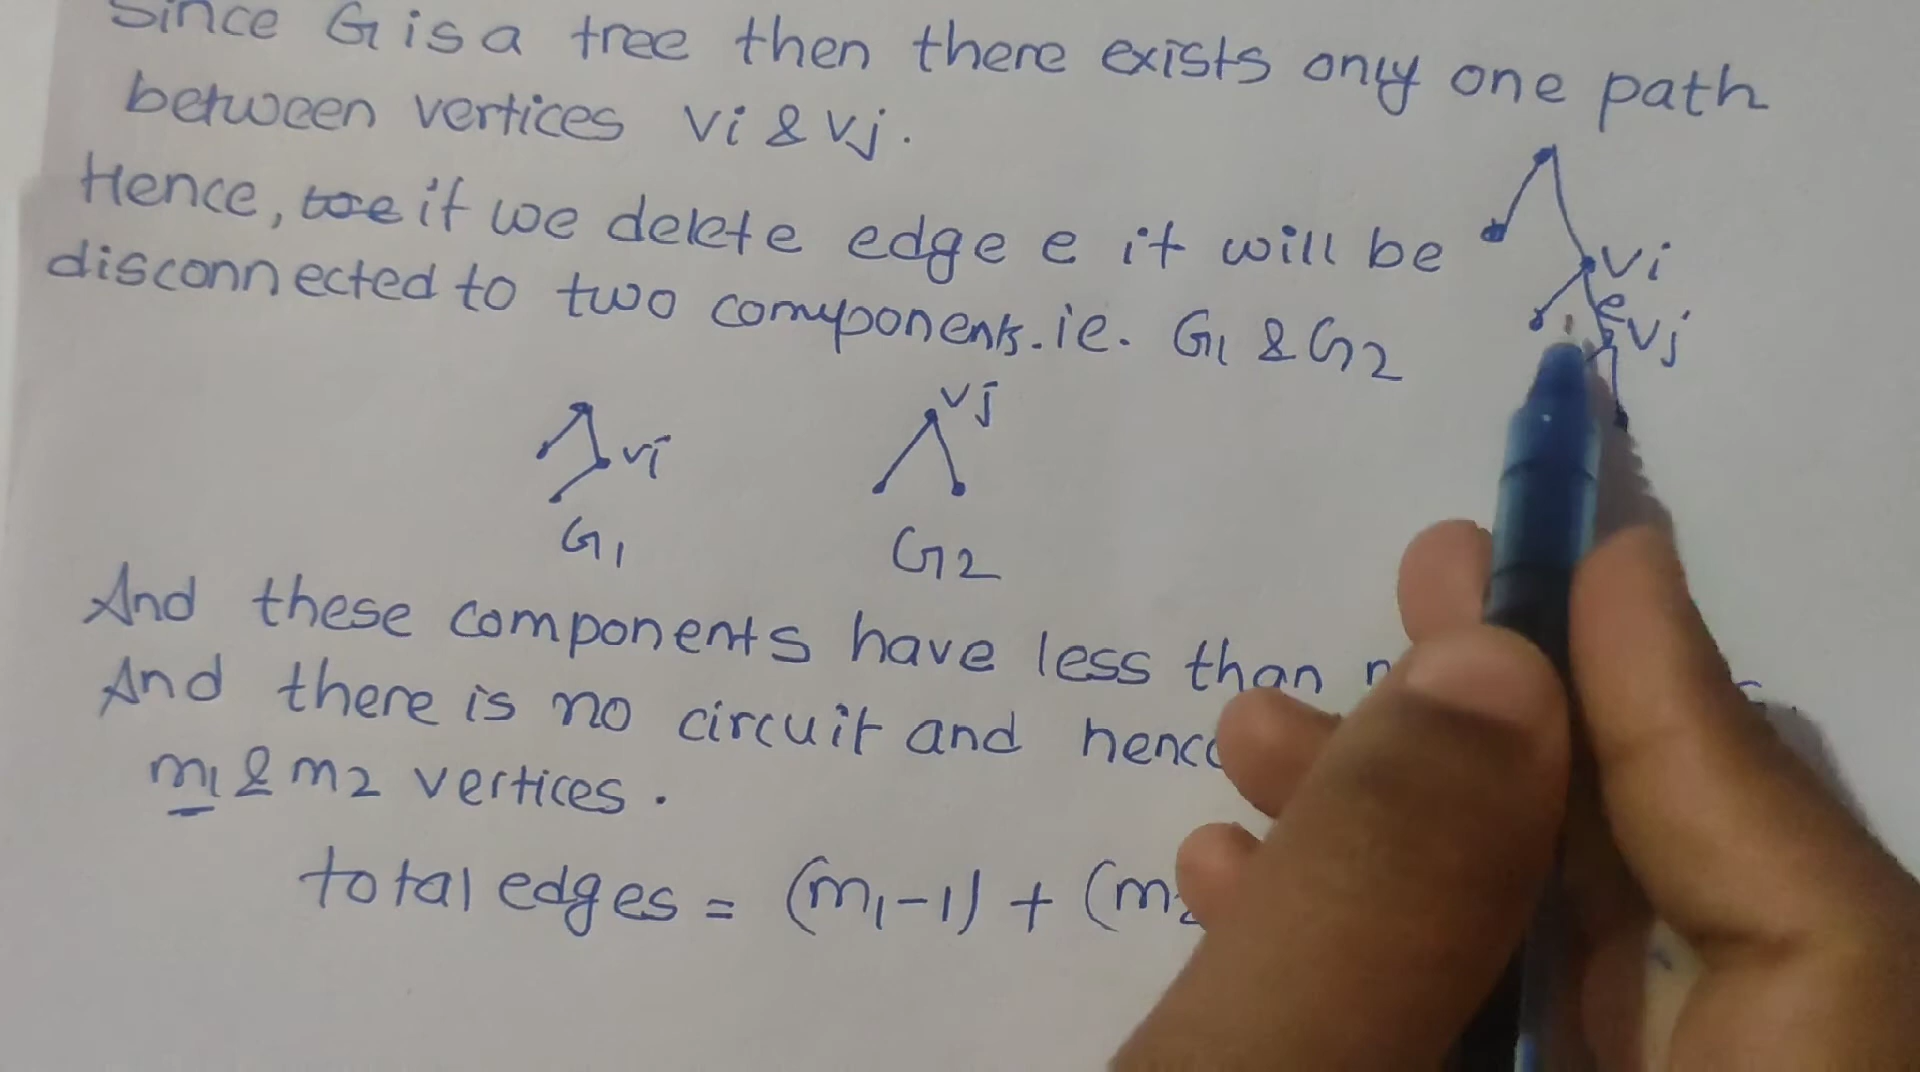 Since G is a tree then there exists only one path
between vertices vi & vj.
Hence, if we delete edge e it will be
disconnected to two components. ie. G1 & G2
vi
e
vj
vi
vj
G1
G2
And these components have less than n
And there is no circuit and hence
m1 & m2 vertices.
total edges = (m1-1) + (m2